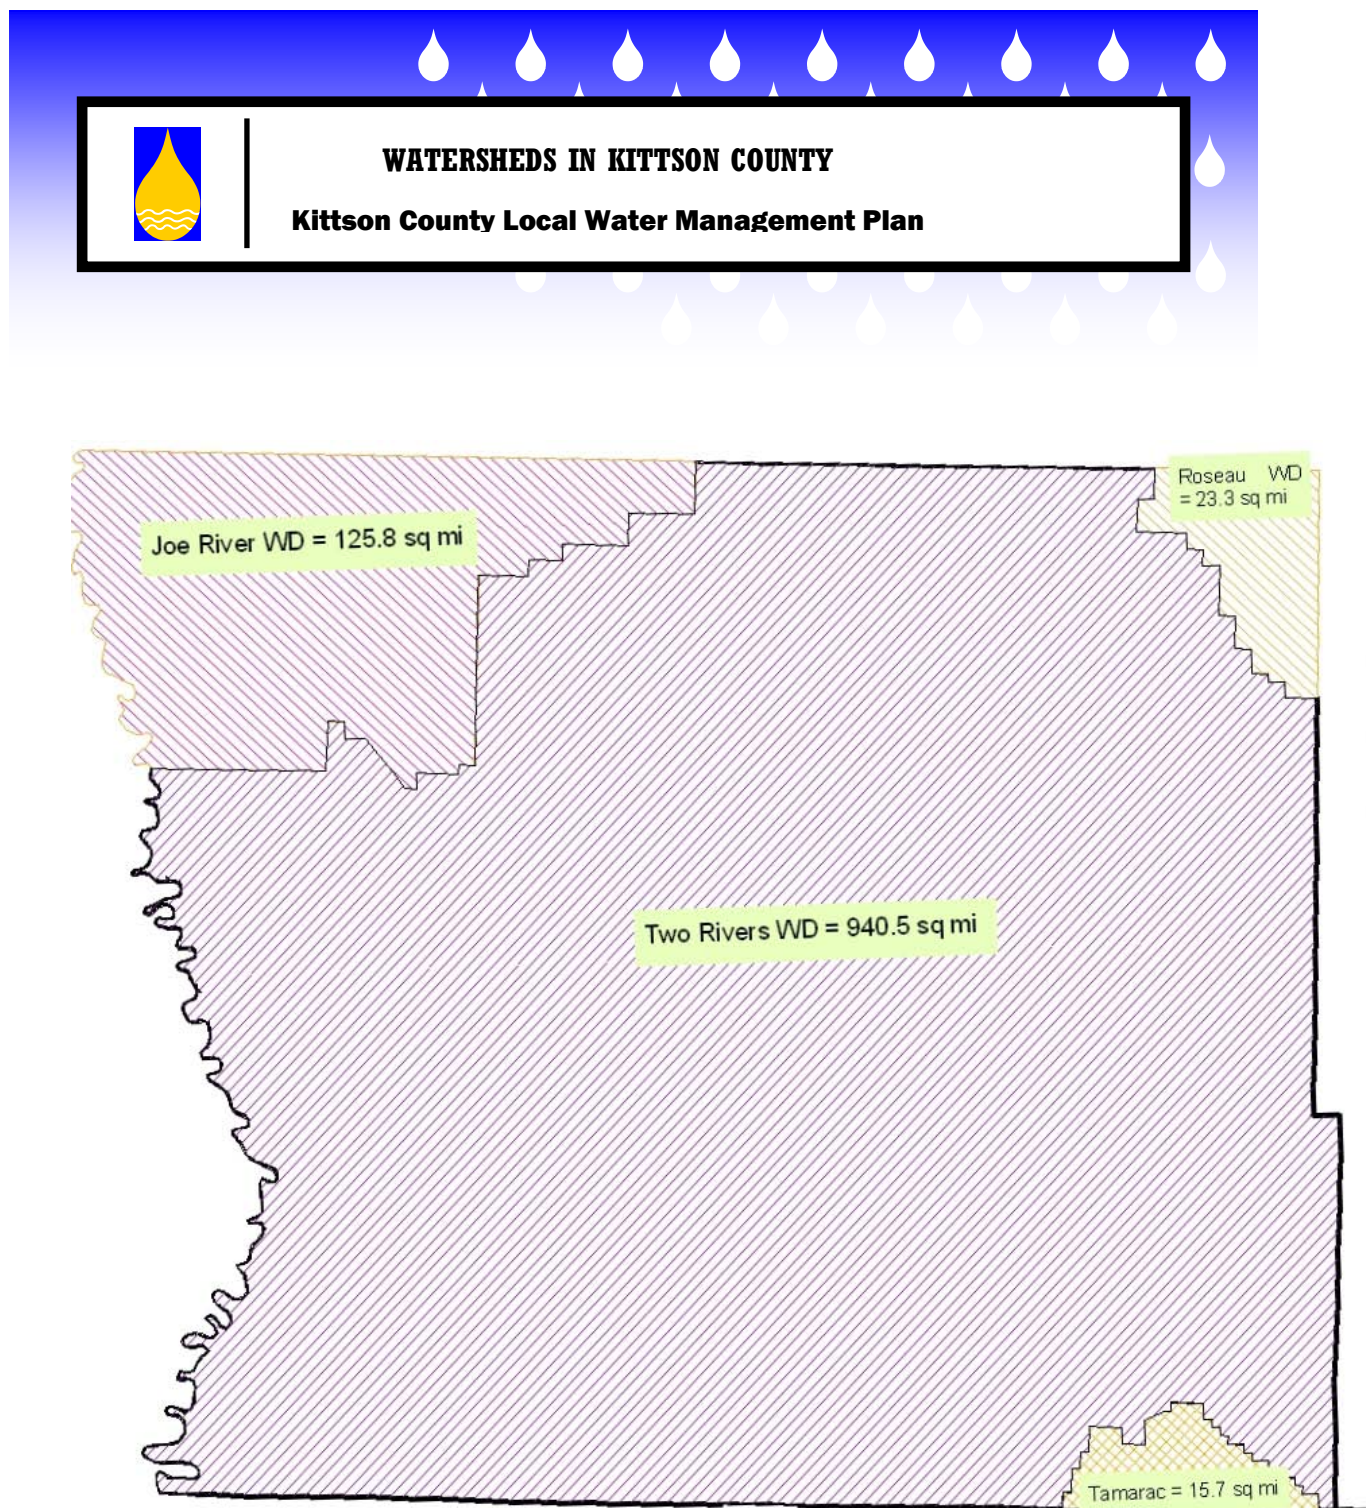 WATERSHEDS IN KITTSON COUNTY
Kittson County Local Water Management Plan
Roseau WD
= 23.3 sq mi
Joe River WD = 125.8 sq mi
Two Rivers WD = 940.5 sq mi
Tamarac = 15.7 sq mi